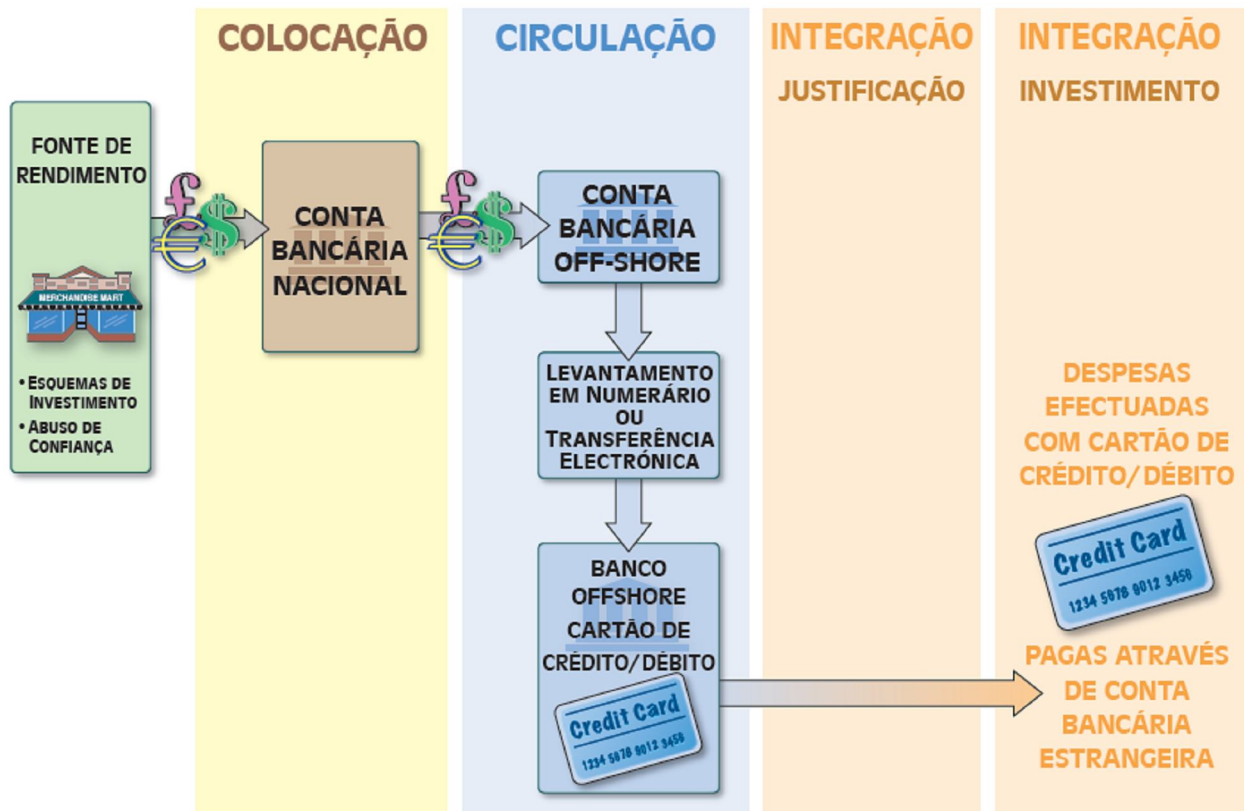 COLOCAÇÃO
CIRCULAÇÃO
INTEGRAÇÃO
JUSTIFICAÇÃO
INTEGRAÇÃO
INVESTIMENTO
FONTE DE
RENDIMENTO
MERCHANDISE MART
• ESQUEMAS DE
INVESTIMENTO
• ABUSO DE
CONFIANÇA
£
$
€
CONTA
BANCÁRIA
NACIONAL
£
$
€
CONTA
BANCÁRIA
OFF-SHORE
LEVANTAMENTO
EM NUMERÁRIO
OU
TRANSFERÊNCIA
ELECTRÓNICA
BANCO
OFFSHORE
CARTÃO DE
CRÉDITO/DÉBITO
Credit Card
1234 5678 9012 3456
DESPESAS
EFECTUADAS
COM CARTÃO DE
CRÉDITO/DÉBITO
Credit Card
1234 5678 9012 3456
PAGAS ATRAVÉS
DE CONTA
BANCÁRIA
ESTRANGEIRA